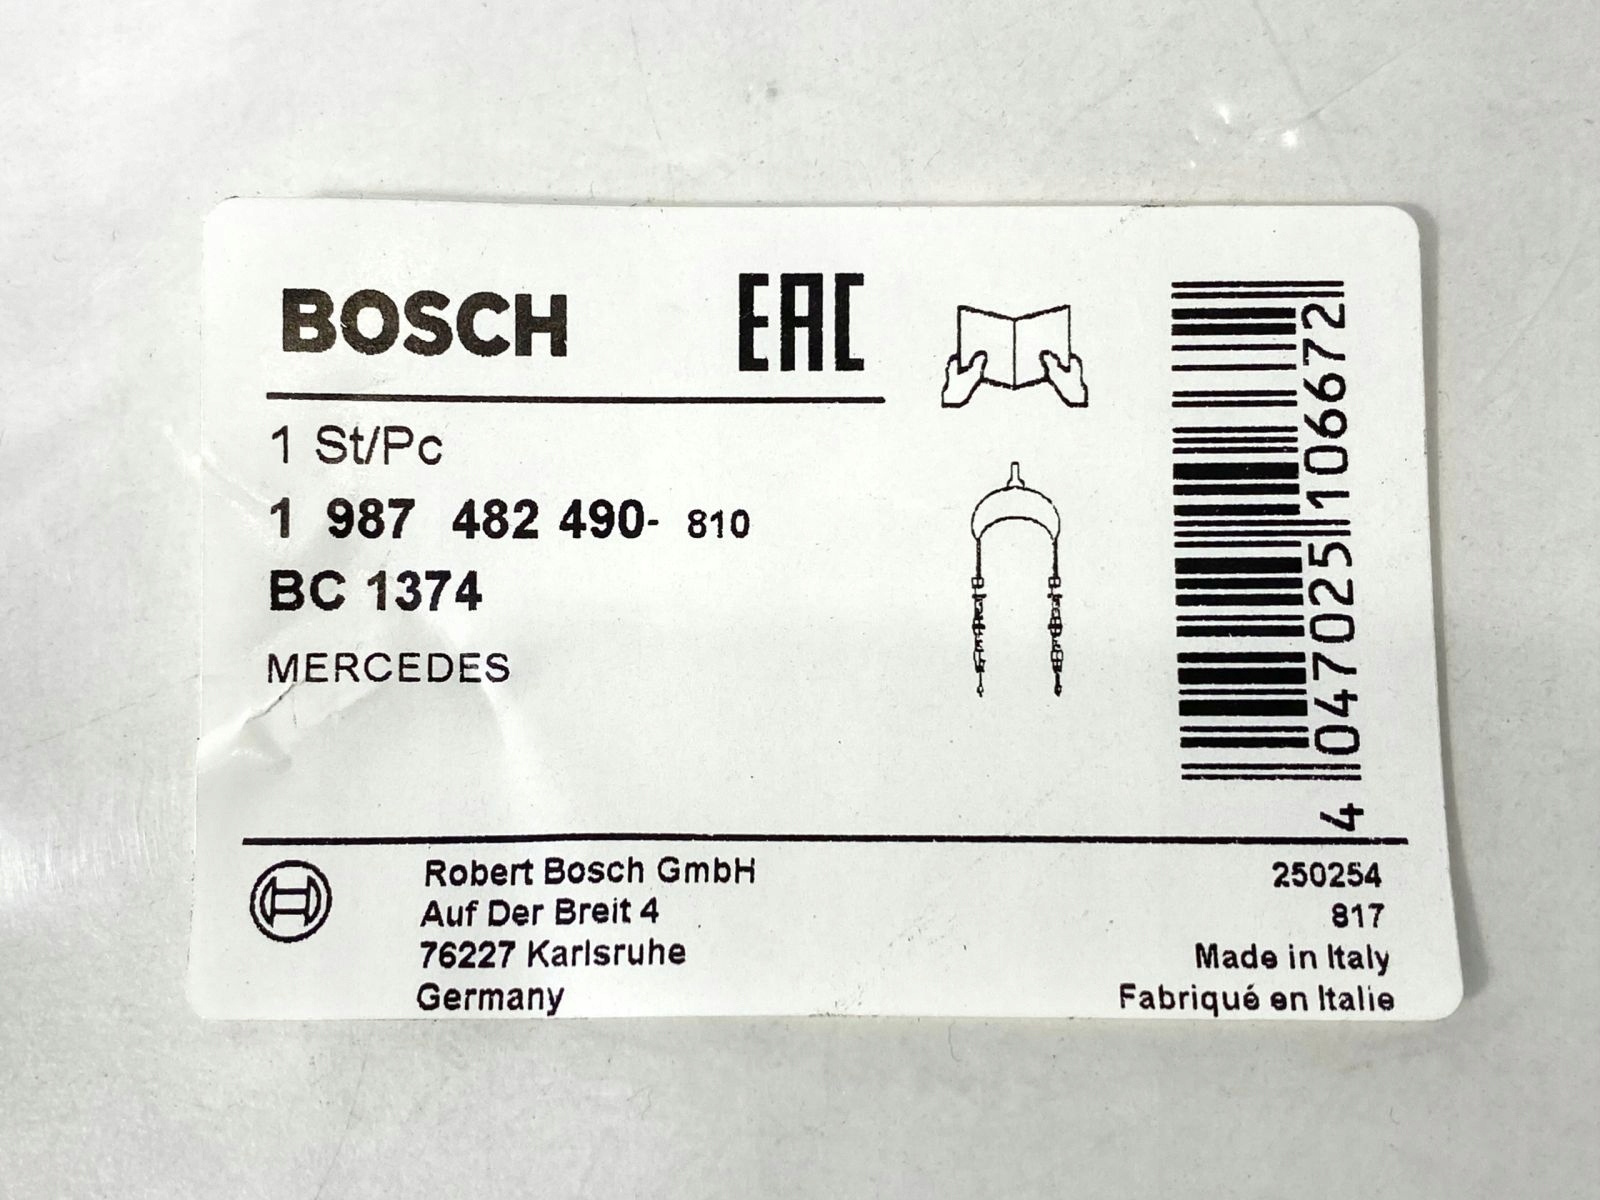 BOSCH
EAC
1 St/Pc
1 987 482 490- 810
BC 1374
MERCEDES
4 047025 106672
Robert Bosch GmbH
Auf Der Breit 4
76227 Karlsruhe
Germany
250254
817
Made in Italy
Fabriqué en Italie